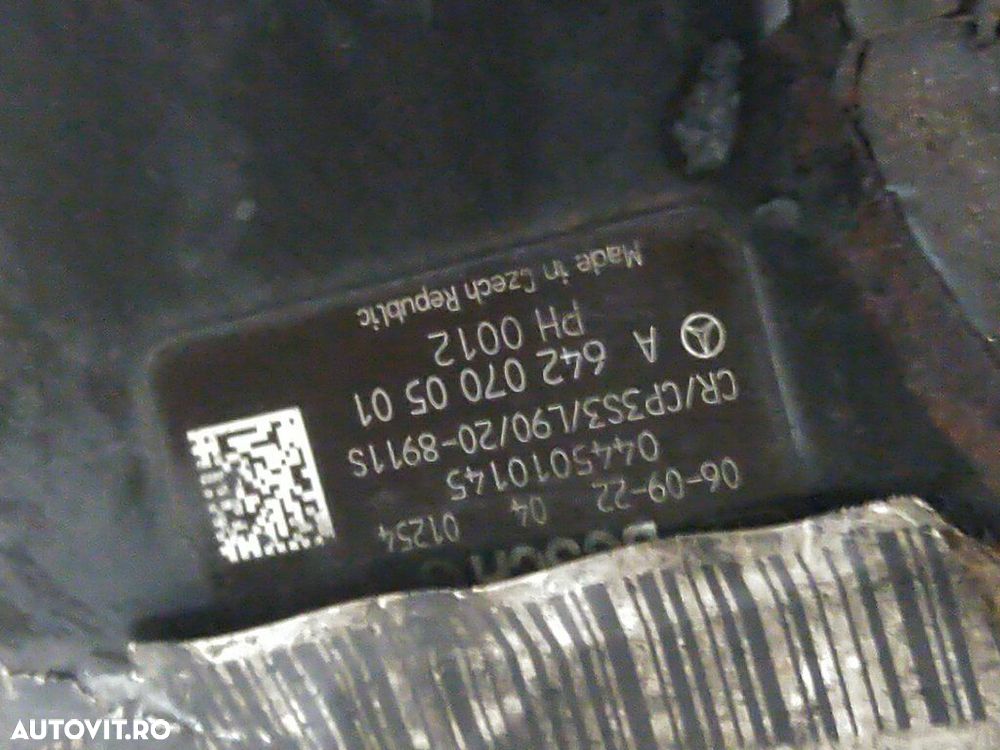 BOSCH
06-09-22 04 01254
0445010145
CR/CP3S3/L90/20-8911S
A 642 070 05 01
PH 0012
Made in Czech Republic
AUTOVIT.RO